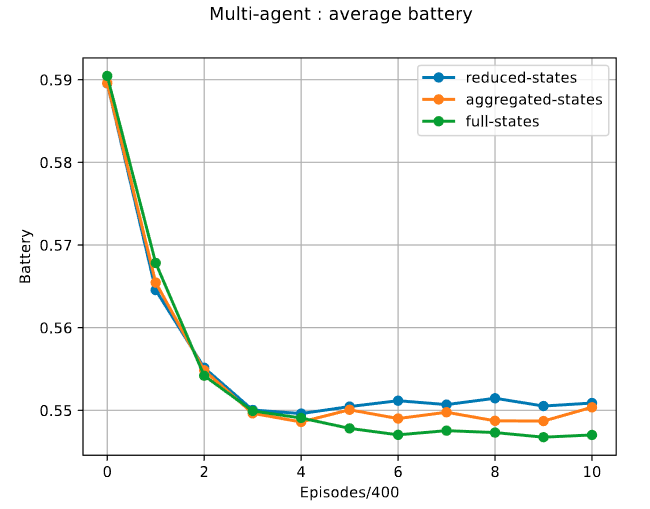 Multi-agent : average battery
reduced-states
aggregated-states
full-states
0.59
0.58
0.57
0.56
0.55
Battery
0 2 4 6 8 10
Episodes/400